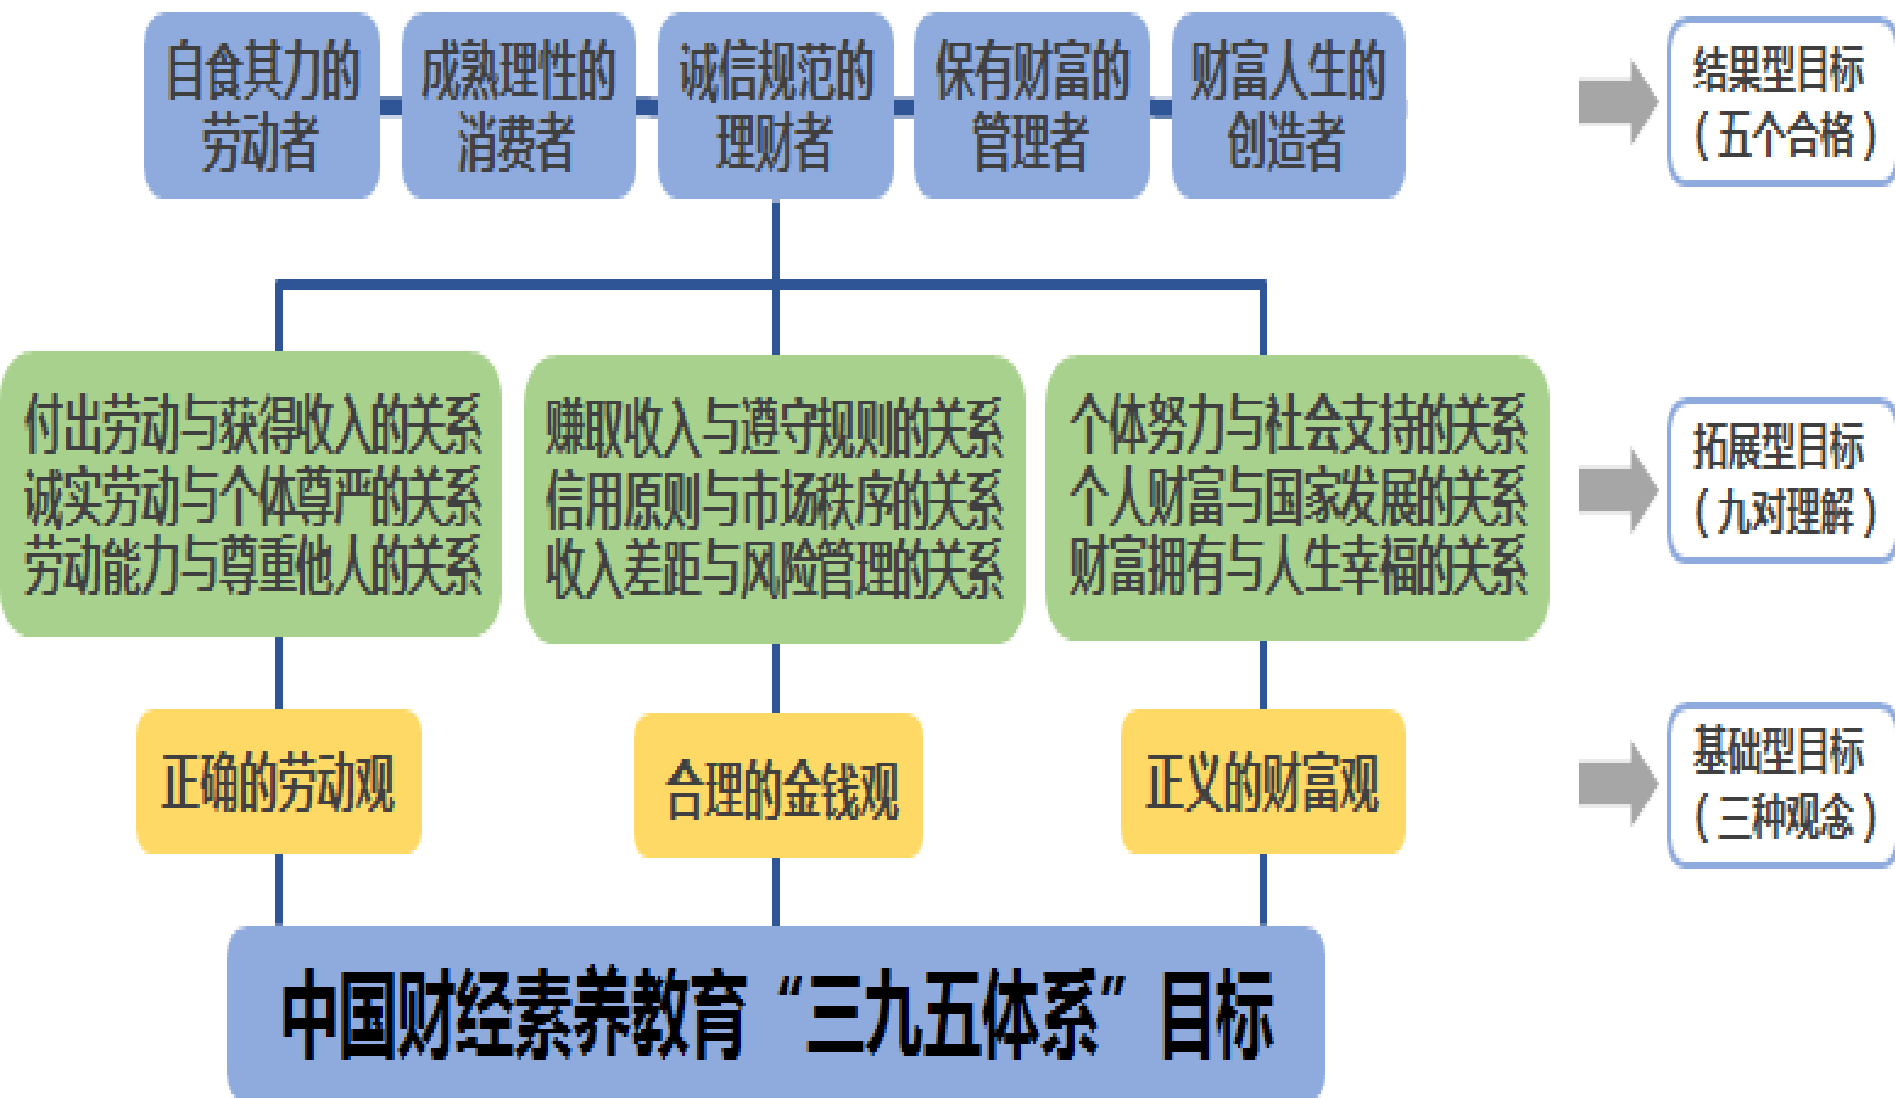 自食其力的
劳动者
成熟理性的
消费者
诚信规范的
理财者
保有财富的
管理者
财富人生的
创造者
结果型目标
（五个合格）
付出劳动与获得收入的关系
诚实劳动与个体尊严的关系
劳动能力与尊重他人的关系
赚取收入与遵守规则的关系
信用原则与市场秩序的关系
收入差距与风险管理的关系
个体努力与社会支持的关系
个人财富与国家发展的关系
财富拥有与人生幸福的关系
拓展型目标
（九对理解）
正确的劳动观
合理的金钱观
正义的财富观
基础型目标
（三种观念）
中国财经素养教育“三九五体系”目标